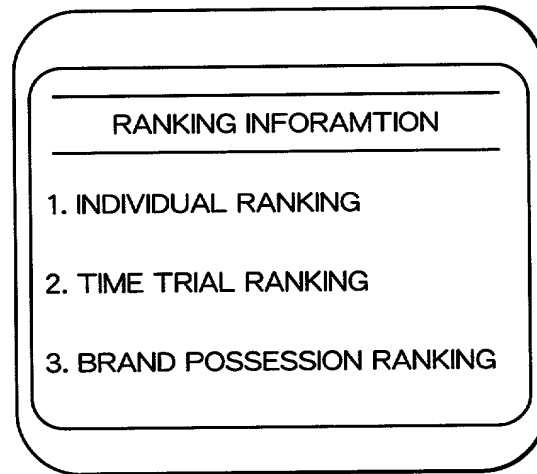 RANKING INFORAMTION
1. INDIVIDUAL RANKING
2. TIME TRIAL RANKING
3. BRAND POSSESSION RANKING